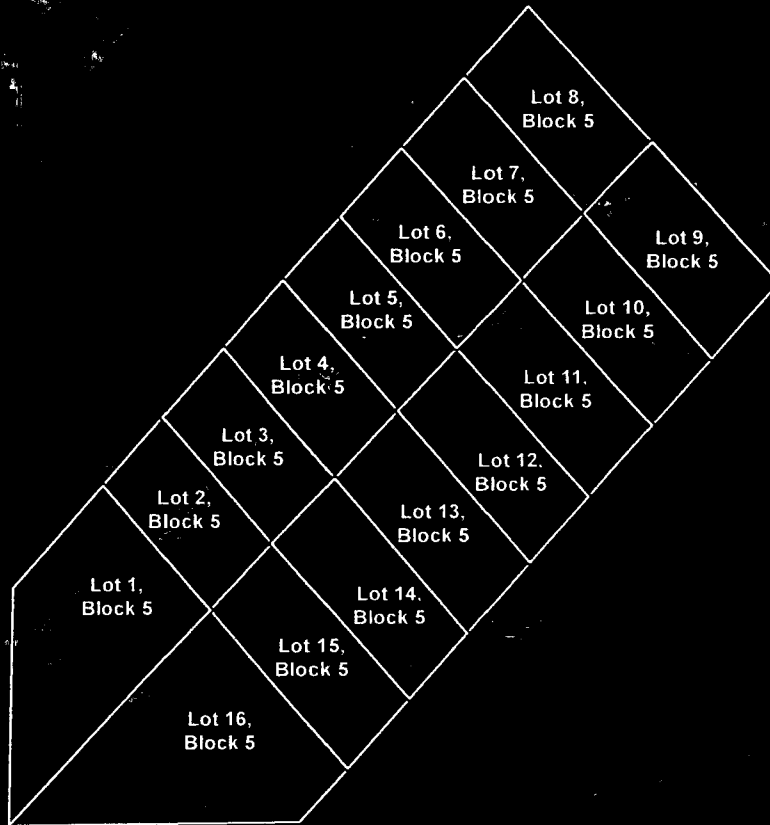 Lot 8,
Block 5
Lot 7,
Block 5
Lot 9,
Block 5
Lot 6,
Block 5
Lot 10,
Block 5
Lot 5,
Block 5
Lot 4,
Block 5
Lot 11.
Block 5
Lot 3,
Block 5
Lot 12.
Block 5
Lot 2,
Block 5
Lot 13,
Block 5
Lot 1,
Block 5
Lot 14.
Block 5
Lot 15,
Block 5
Lot 16,
Block 5